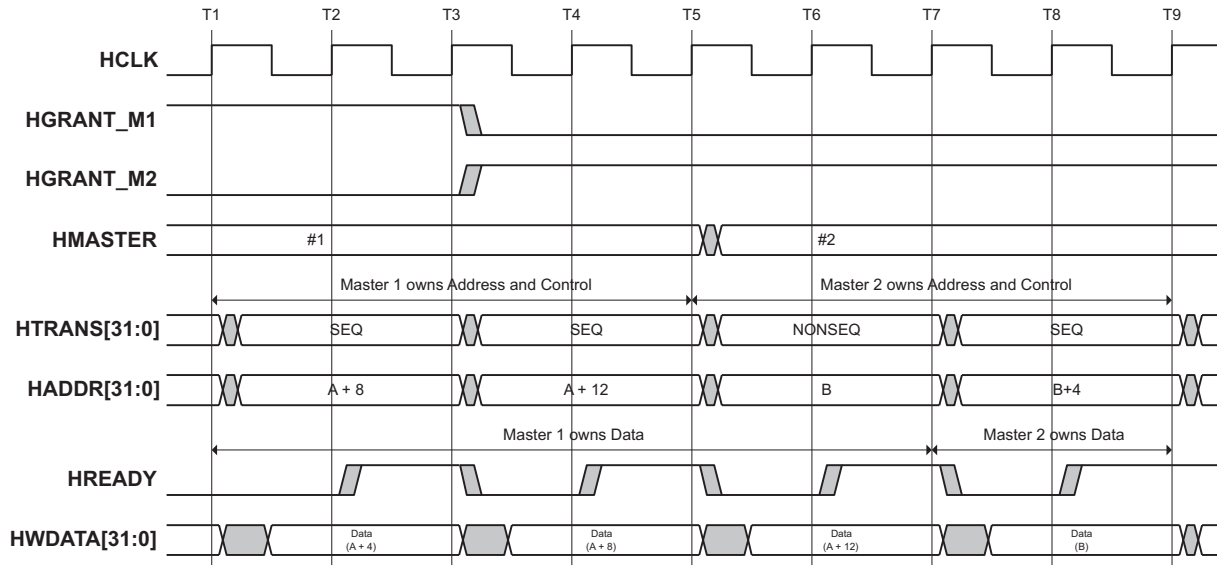 T1 T2 T3 T4 T5 T6 T7 T8 T9
HCLK
HGRANT_M1
HGRANT_M2
HMASTER #1 #2
Master 1 owns Address and Control Master 2 owns Address and Control
HTRANS[31:0] SEQ SEQ NONSEQ SEQ
HADDR[31:0] A + 8 A + 12 B B+4
Master 1 owns Data Master 2 owns Data
HREADY
HWDATA[31:0] Data Data Data Data
(A + 4) (A + 8) (A + 12) (B)